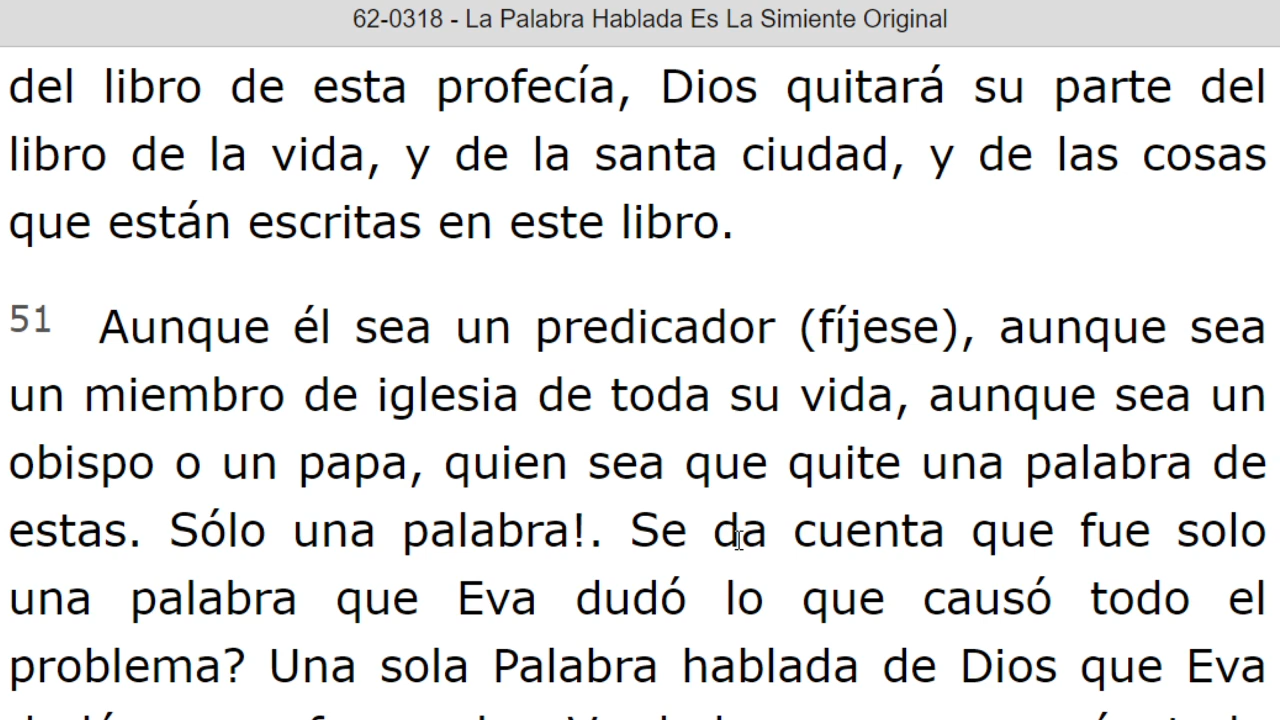 62-0318 - La Palabra Hablada Es La Simiente Original
del libro de esta profecía, Dios quitará su parte del
libro de la vida, y de la santa ciudad, y de las cosas
que están escritas en este libro.
51 Aunque él sea un predicador (fíjese), aunque sea
un miembro de iglesia de toda su vida, aunque sea un
obispo o un papa, quien sea que quite una palabra de
estas. Sólo una palabra!. Se da cuenta que fue solo
una palabra que Eva dudó lo que causó todo el
problema? Una sola Palabra hablada de Dios que Eva